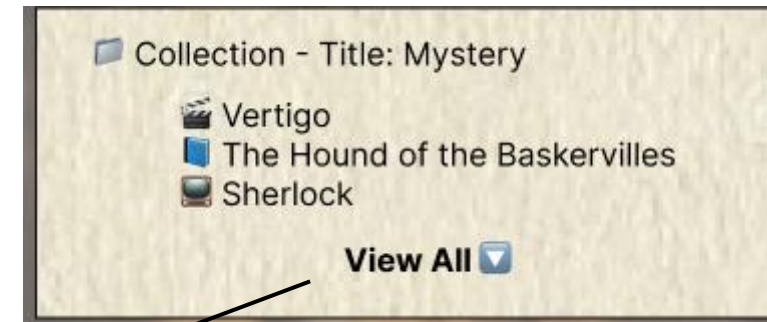 Collection - Title: Mystery
Vertigo
The Hound of the Baskervilles
Sherlock
View All